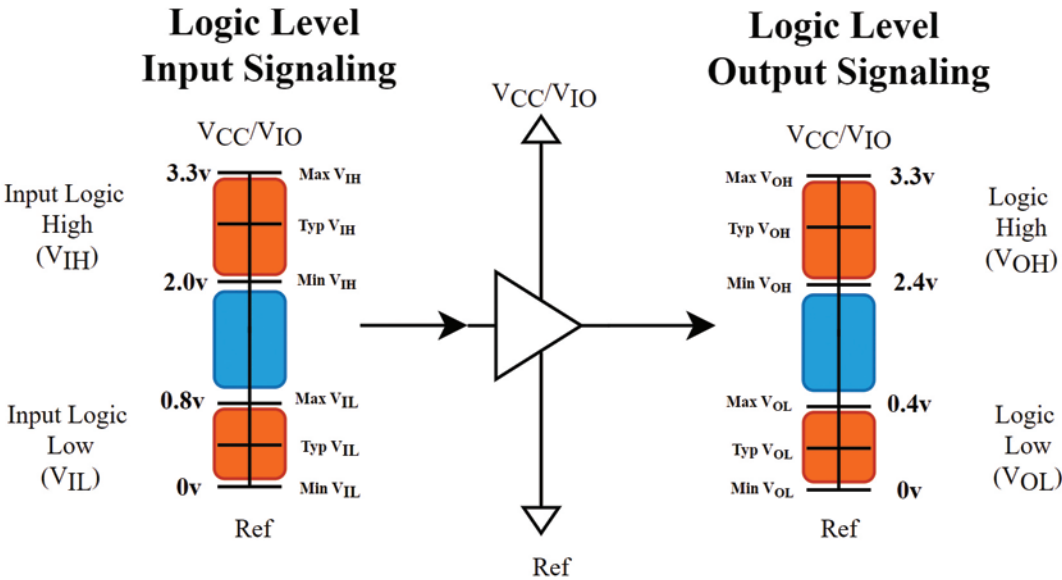 Logic Level
Input Signaling
VCC/VIO
3.3v
Max VIH
Input Logic
High
(VIH)
Typ VIH
2.0v
Min VIH
0.8v
Max VIL
Input Logic
Low
(VIL)
Typ VIL
0v
Min VIL
Ref
VCC/VIO
Ref
Logic Level
Output Signaling
VCC/VIO
Max VOH
3.3v
Typ VOH
Logic
High
(VOH)
Min VOH
2.4v
Max VOL
0.4v
Typ VOL
Logic
Low
(VOL)
Min VOL
0v
Ref